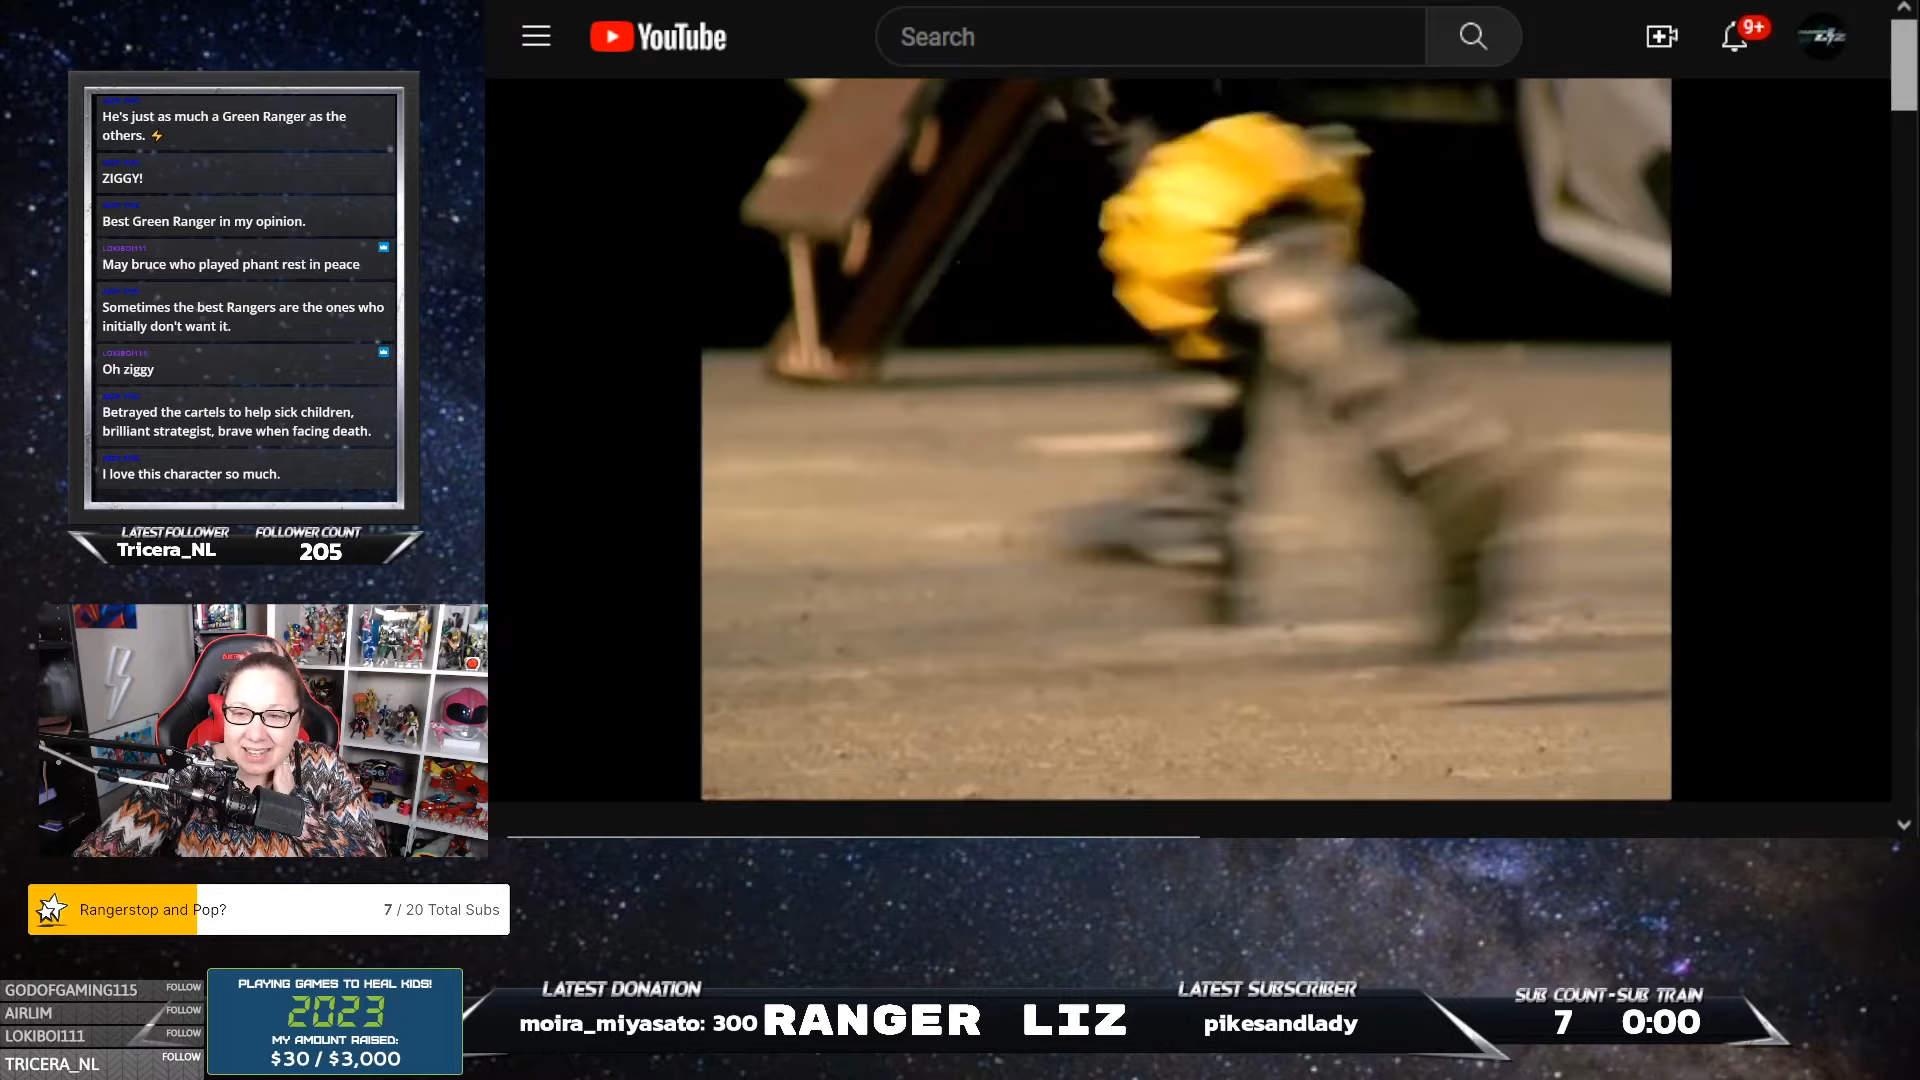 YouTube
Search
9+
He's just as much a Green Ranger as the
others. ⚡
ZIGGY!
Best Green Ranger in my opinion.
LOKIBOI111
May bruce who played phant rest in peace
Sometimes the best Rangers are the ones who
initially don't want it.
LOKIBOI111
Oh ziggy
Betrayed the cartels to help sick children,
brilliant strategist, brave when facing death.
I love this character so much.
LATEST FOLLOWER FOLLOWER COUNT
Tricera_NL 205
Rangerstop and Pop? 7 / 20 Total Subs
GODOFGAMING115 FOLLOW
AIRLIM FOLLOW
LOKIBOI111 FOLLOW
TRICERA_NL FOLLOW
PLAYING GAMES TO HEAL KIDS!
2023
MY AMOUNT RAISED:
$30 / $3,000
LATEST DONATION
moira_miyasato: 300
RANGER LIZ
LATEST SUBSCRIBER
pikesandlady
SUB COUNT-SUB TRAIN
7 0:00